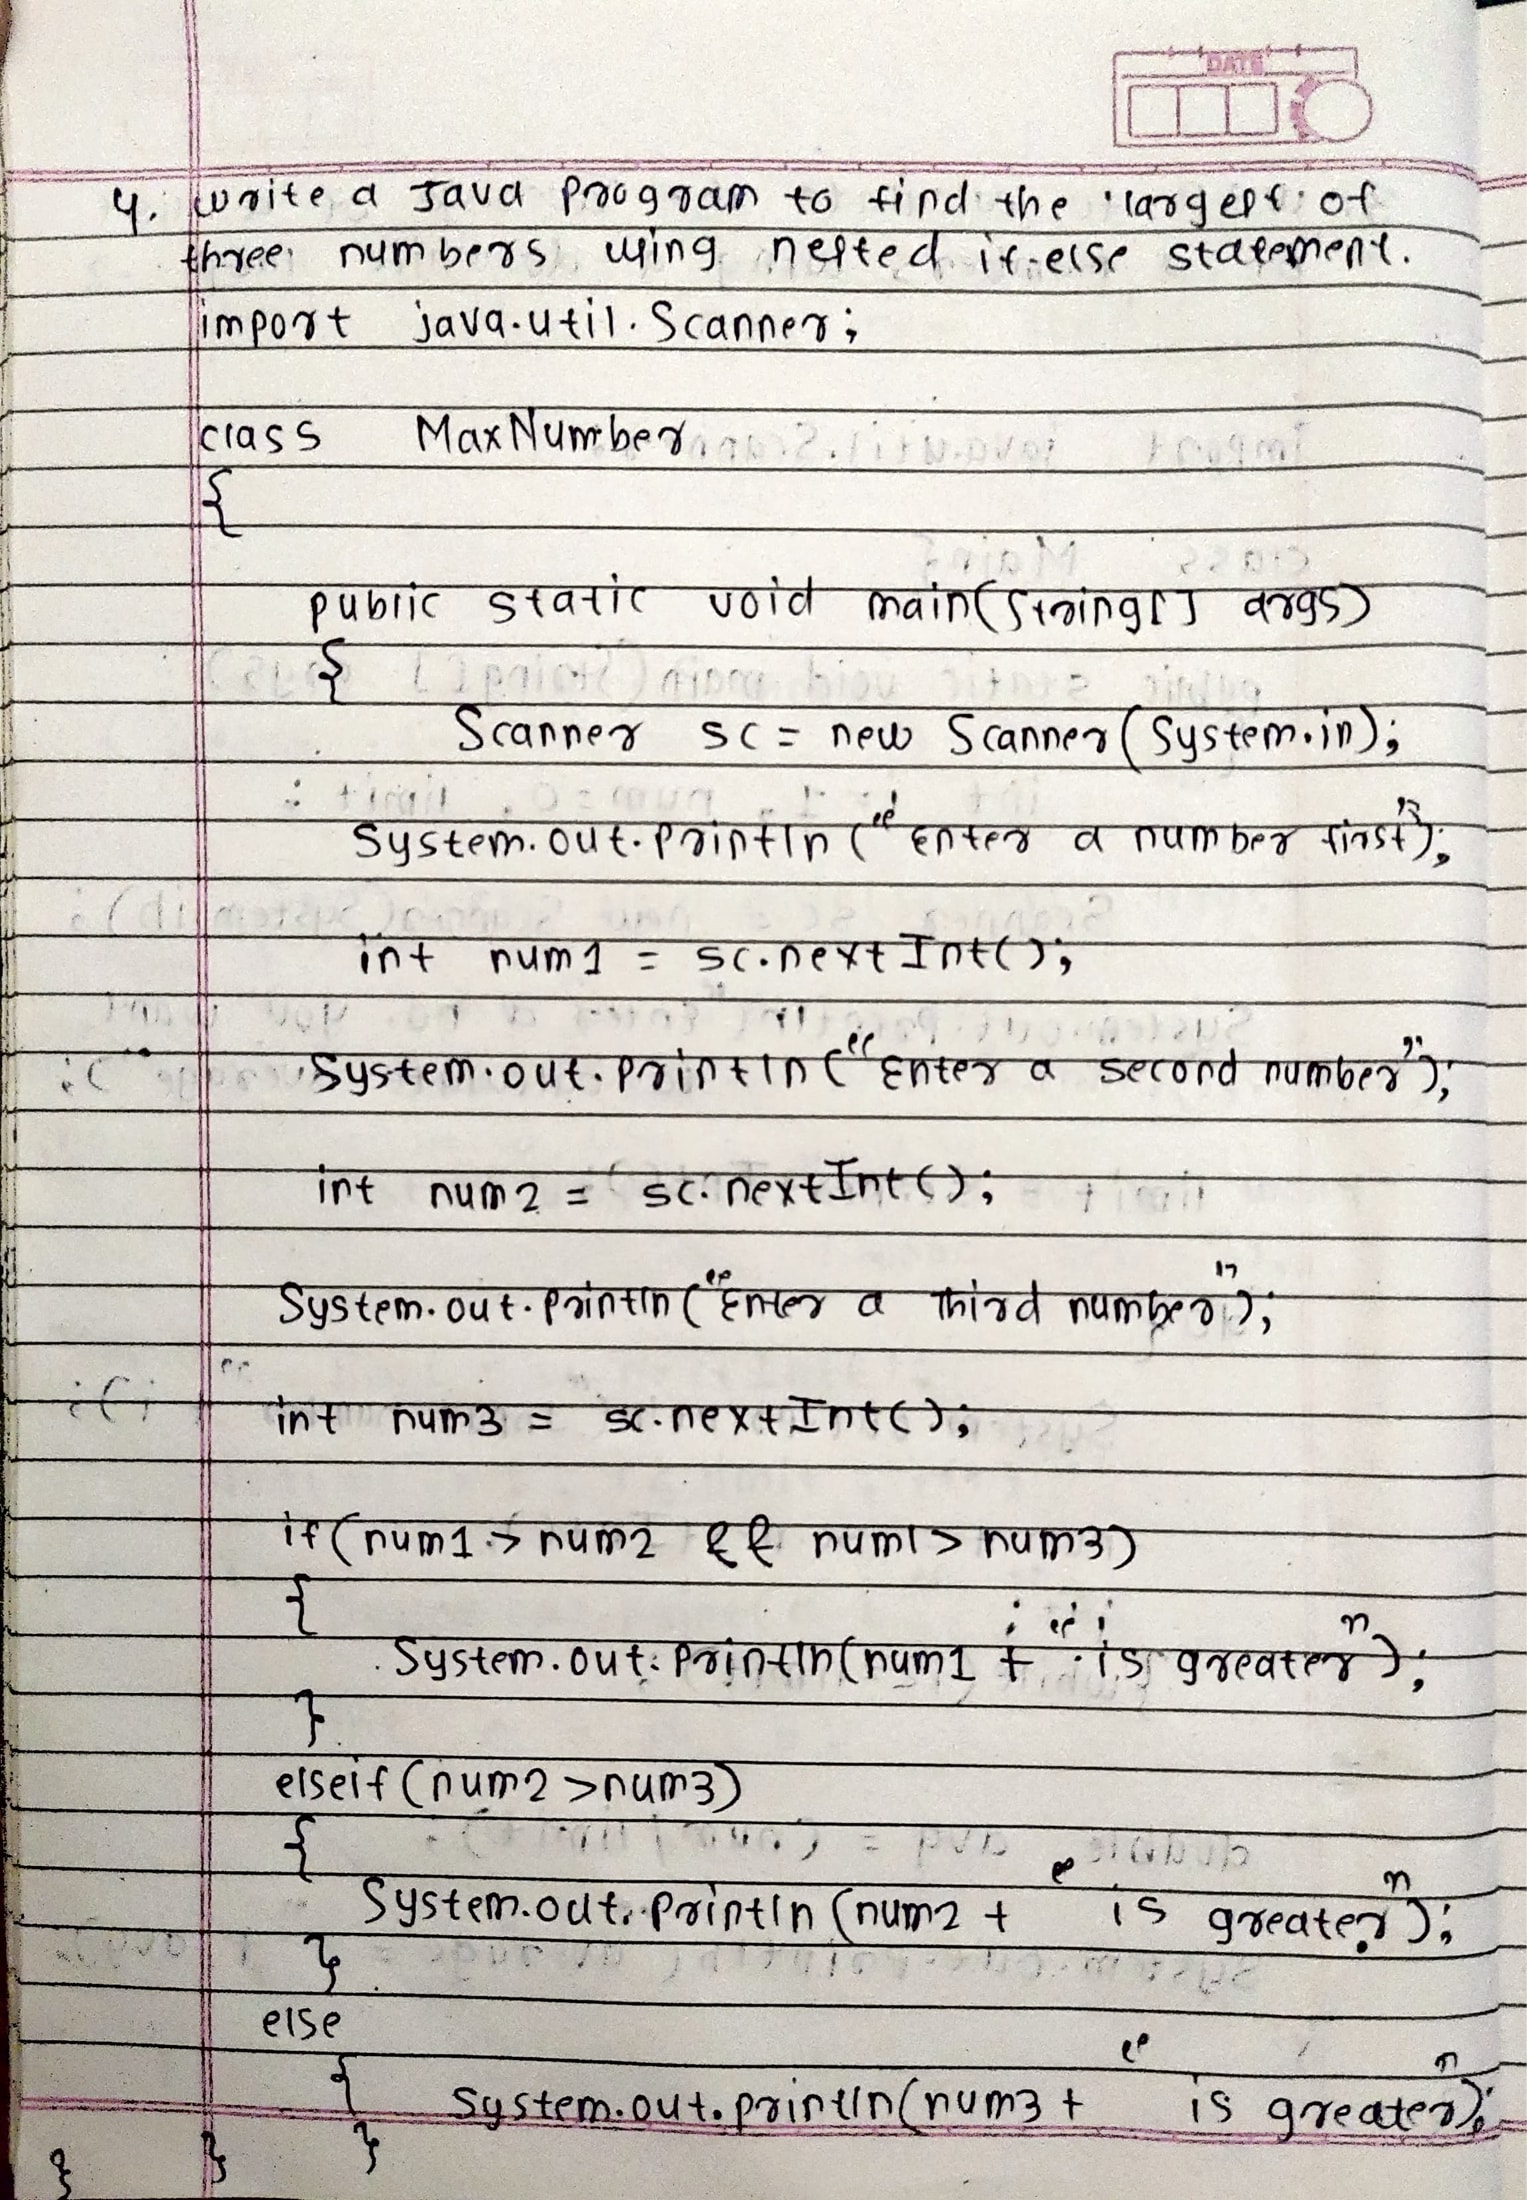 DATE
4. write a Java program to find the largest of
three numbers using nested if-else statement.
import java.util.Scanner;
class MaxNumber
{
public static void main(String[] args)
{
Scanner sc = new Scanner(System.in);
System.out.println("Enter a number first");
int num1 = sc.nextInt();
System.out.println("Enter a second number");
int num2 = sc.nextInt();
System.out.println("Enter a Third number");
int num3 = sc.nextInt();
if(num1 > num2 && num1 > num3)
{
System.out.println(num1 + " is greater");
}
elseif(num2 > num3)
{
System.out.println(num2 + " is greater");
}
else
{ System.out.println(num3 + " is greater");
} } }